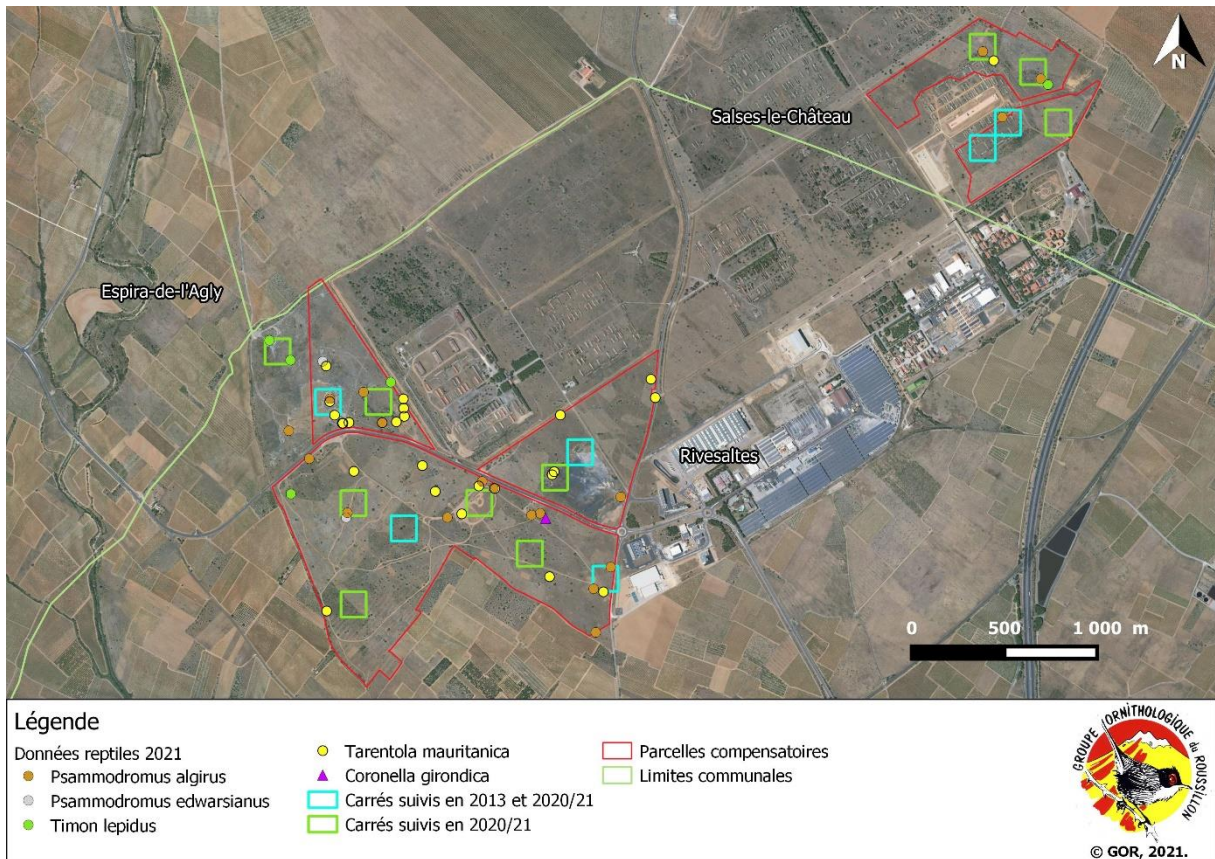 N
Salses-le-Château
Espira-de-l'Agly
Rivesaltes
0 500 1 000 m
Légende
Données reptiles 2021
Psammodromus algirus
Psammodromus edwarsianus
Timon lepidus
Tarentola mauritanica
Coronella girondica
Carrés suivis en 2013 et 2020/21
Carrés suivis en 2020/21
Parcelles compensatoires
Limites communales
GROUPE ORNITHOLOGIQUE du ROUSSILLON
© GOR, 2021.